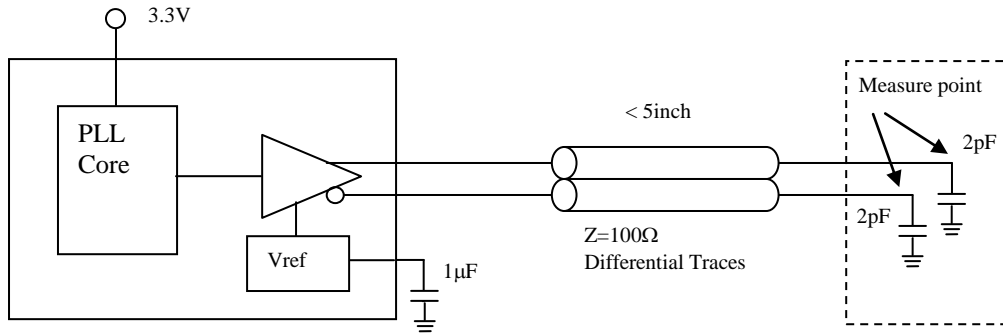 3.3V
PLL
Core
Vref
1μF
< 5inch
Z=100Ω
Differential Traces
Measure point
2pF
2pF